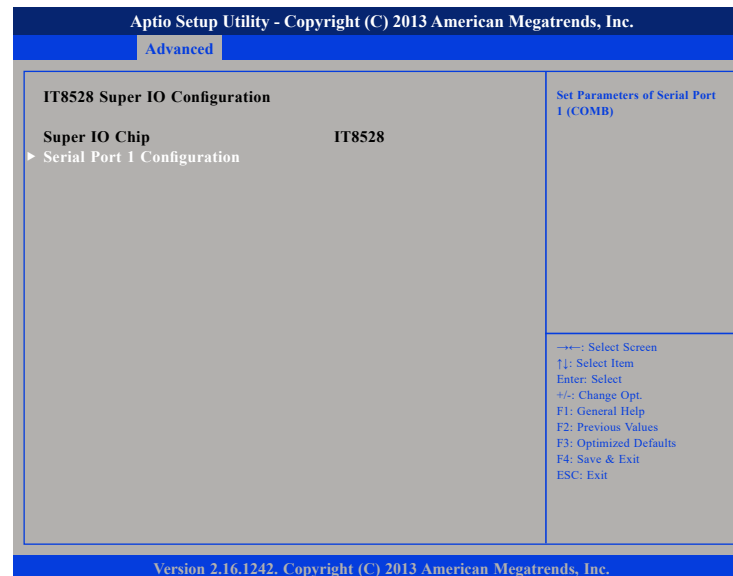 Aptio Setup Utility - Copyright (C) 2013 American Megatrends, Inc.
Advanced
IT8528 Super IO Configuration
Super IO Chip IT8528
▶ Serial Port 1 Configuration
Set Parameters of Serial Port
1 (COMB)
→←: Select Screen
↑↓: Select Item
Enter: Select
+/-: Change Opt.
F1: General Help
F2: Previous Values
F3: Optimized Defaults
F4: Save & Exit
ESC: Exit
Version 2.16.1242. Copyright (C) 2013 American Megatrends, Inc.